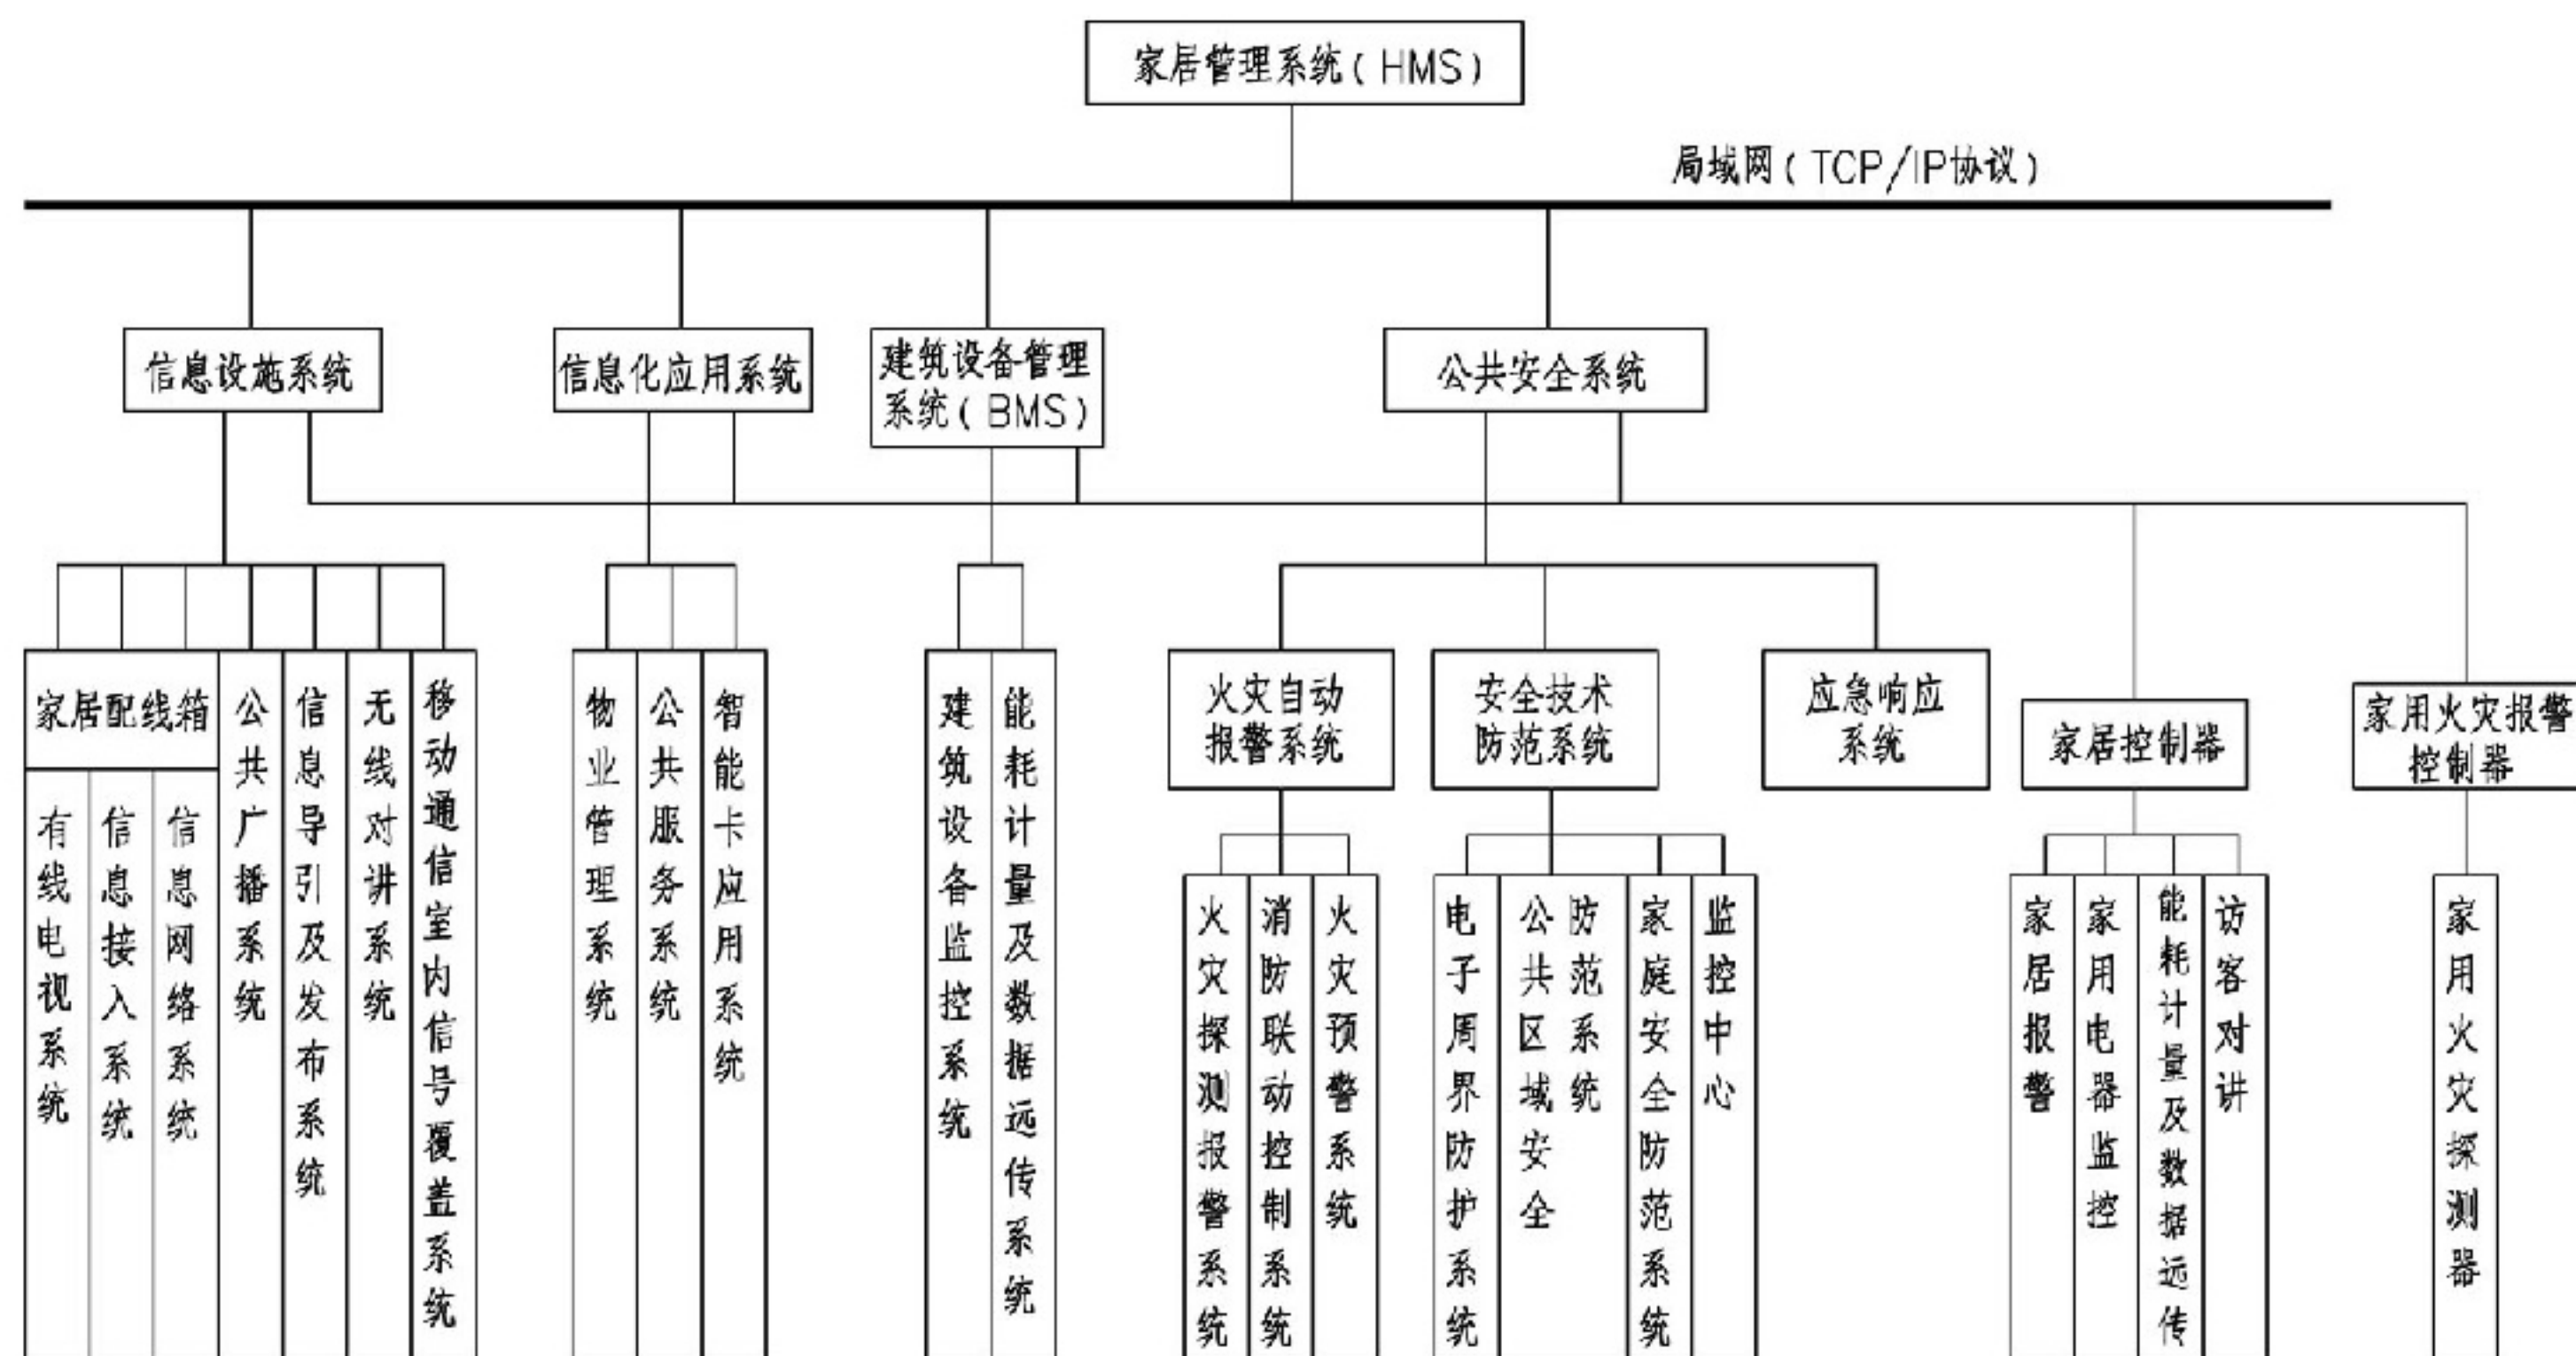 家居管理系统(HMS)
局域网(TCP/IP协议)
信息设施系统
信息化应用系统
建筑设备管理
系统(BMS)
公共安全系统
家居配线箱
有线电视系统
信息接入系统
信息网络系统
公共广播系统
信息导引及发布系统
无线对讲系统
移动通信室内信号覆盖系统
物业管理系统
公共服务系统
智能卡应用系统
建筑设备监控系统
能耗计量及数据远传系统
火灾自动
报警系统
火灾探测报警系统
消防联动控制系统
火灾预警系统
安全技术
防范系统
电子周界防护系统
公共区域安全
防范系统
家庭安全防范系统
监控中心
应急响应
系统
家居控制器
家居报警
家用电器监控
能耗计量及数据远传
访客对讲
家用火灾报警
控制器
家用火灾探测器